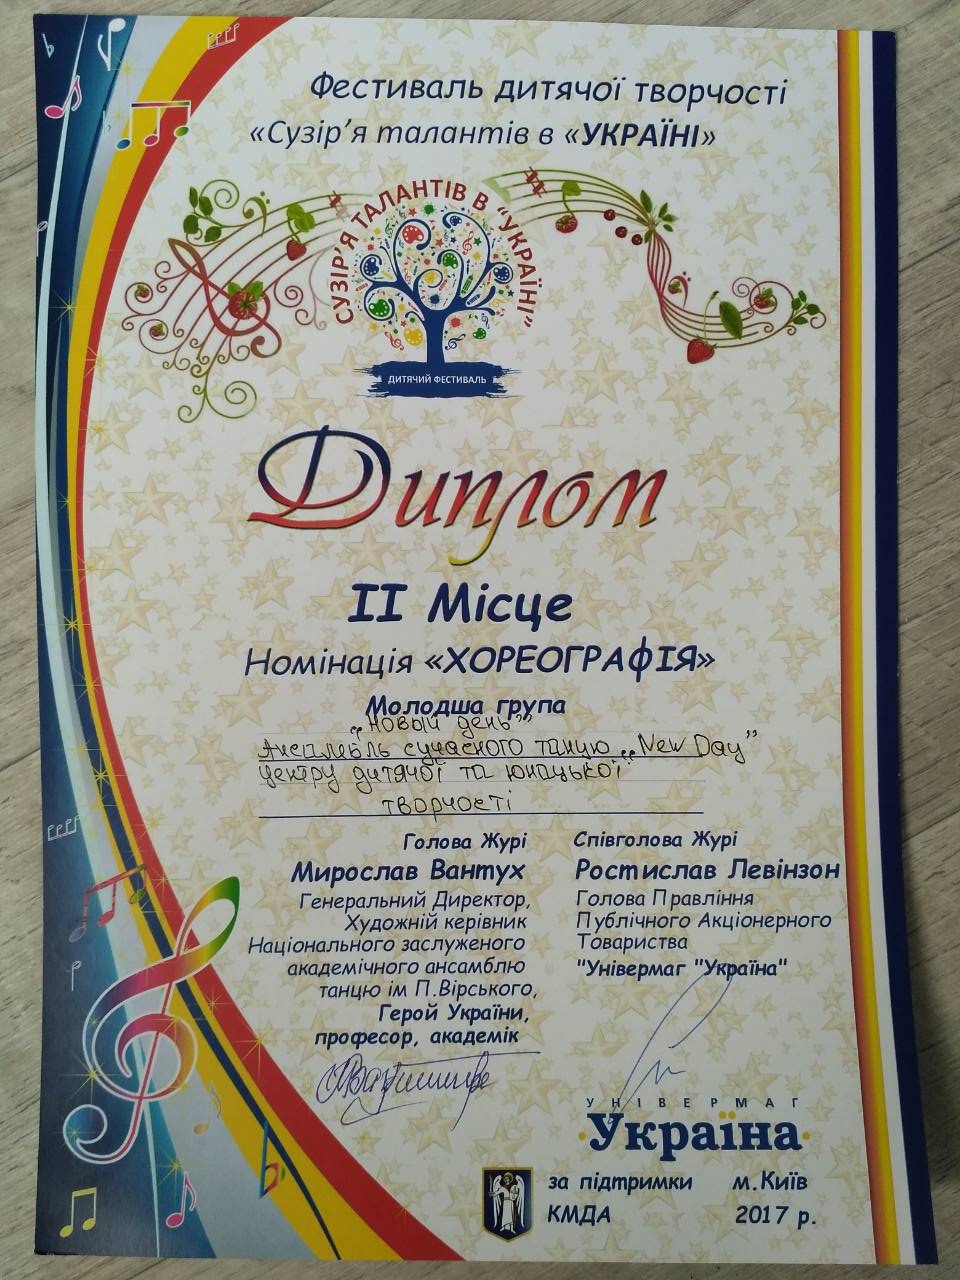 Фестиваль дитячої творчості
«Сузір'я талантів в «УКРАЇНІ»
СУЗІР'Я ТАЛАНТІВ В "УКРАЇНІ"
ДИТЯЧИЙ ФЕСТИВАЛЬ
Диплом
II Місце
Номінація «ХОРЕОГРАФІЯ»
Молодша група
„Новый день"
Ансамбль сучасного танцю „New Day"
центру дитячої та юнацької
творчості
Голова Журі
Мирослав Вантух
Генеральний Директор,
Художній керівник
Національного заслуженого
академічного ансамблю
танцю ім П.Вірського,
Герой України,
професор, академік
Співголова Журі
Ростислав Левінзон
Голова Правління
Публічного Акціонерного
Товариства
"Універмаг "Україна"
УНІВЕРМАГ
Україна
за підтримки
КМДА
м.Київ
2017 р.